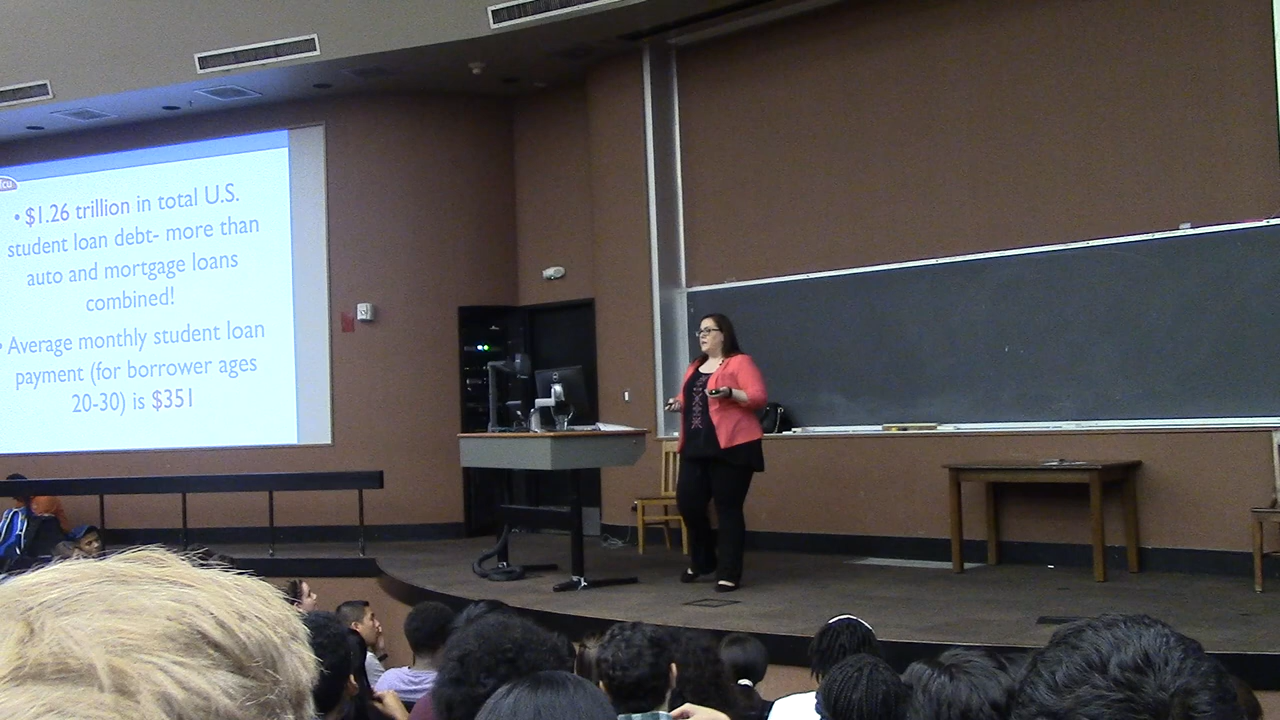 • $1.26 trillion in total U.S.
student loan debt- more than
auto and mortgage loans
combined!
• Average monthly student loan
payment (for borrower ages
20-30) is $351